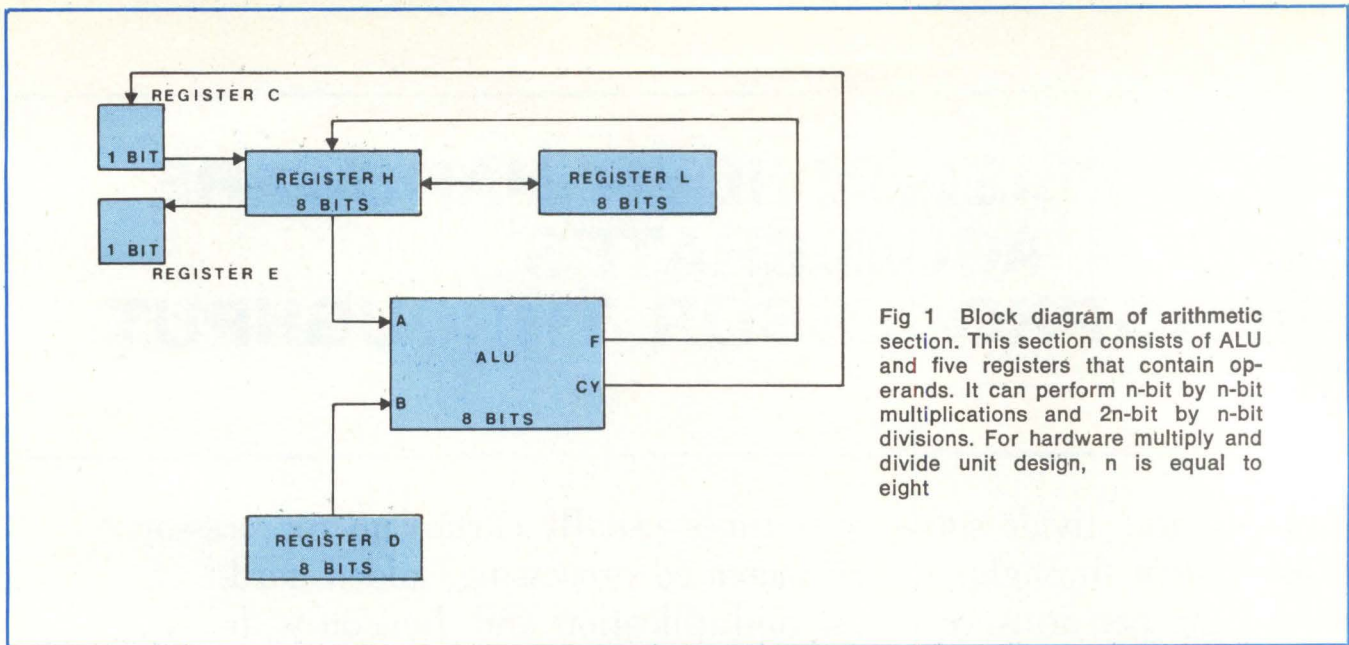 REGISTER C
1 BIT
REGISTER H
8 BITS
REGISTER L
8 BITS
1 BIT
REGISTER E
A
ALU
F
CY
B
8 BITS
REGISTER D
8 BITS
Fig 1 Block diagram of arithmetic
section. This section consists of ALU
and five registers that contain op-
erands. It can perform n-bit by n-bit
multiplications and 2n-bit by n-bit
divisions. For hardware multiply and
divide unit design, n is equal to
eight